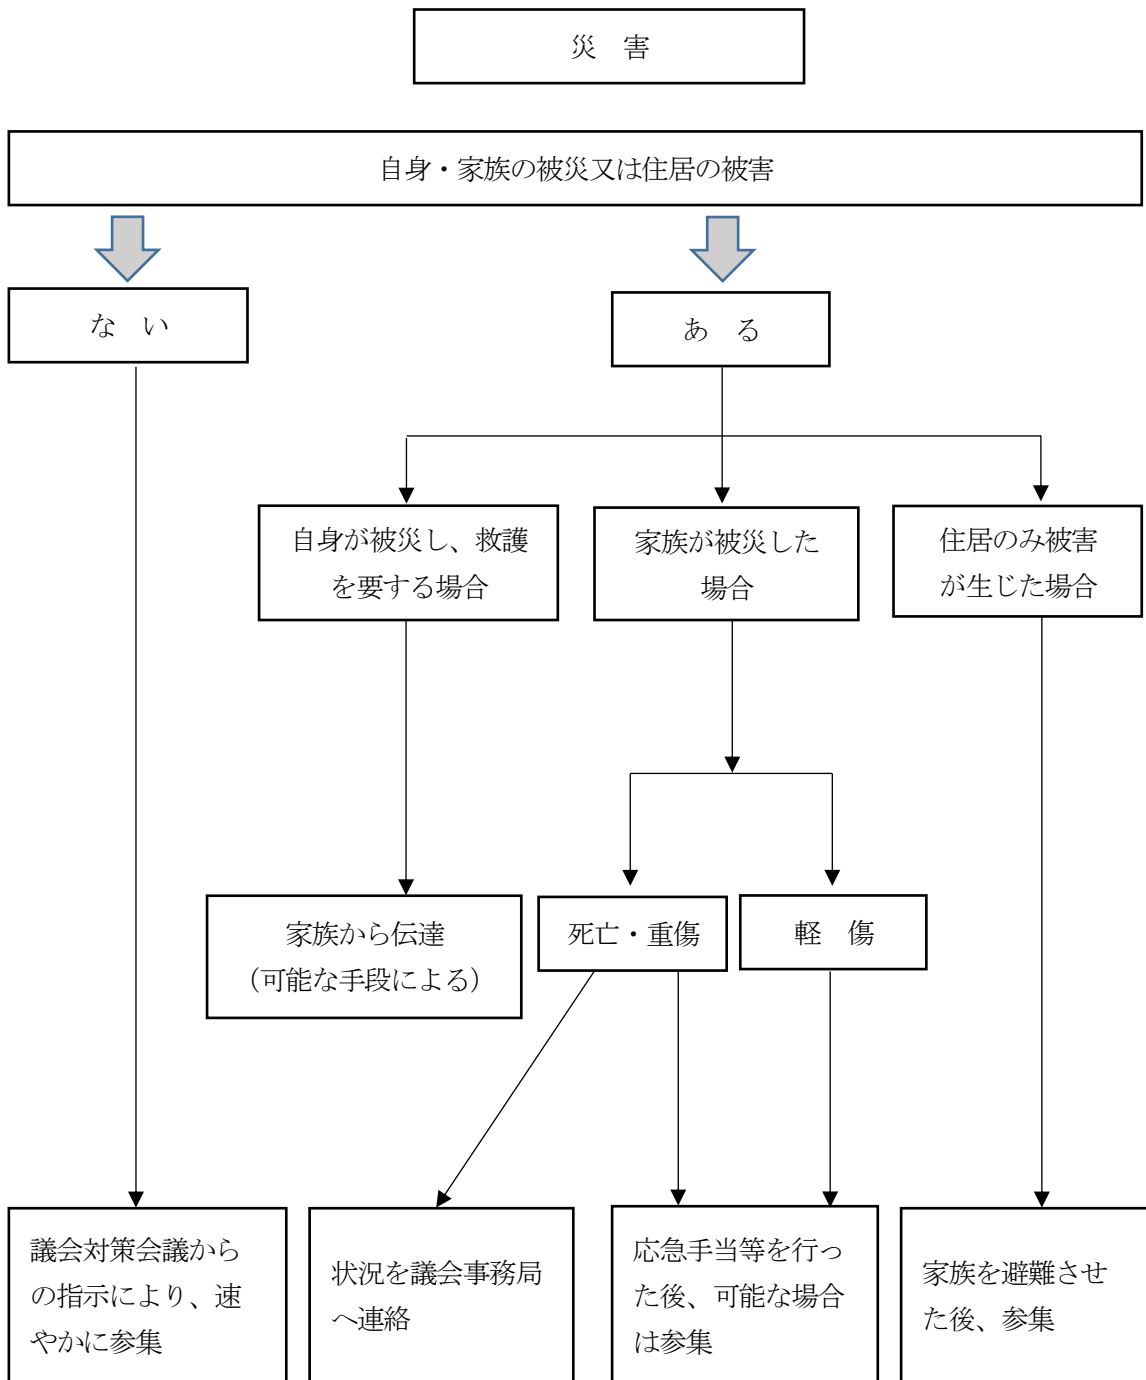 災　害
自身・家族の被災又は住居の被害
な　い
あ　る
自身が被災し、救護
を要する場合
家族が被災した
場合
住居のみ被害
が生じた場合
家族から伝達
（可能な手段による）
死亡・重傷
軽　傷
議会対策会議から
の指示により、速
やかに参集
状況を議会事務局
へ連絡
応急手当等を行っ
た後、可能な場合
は参集
家族を避難させ
た後、参集